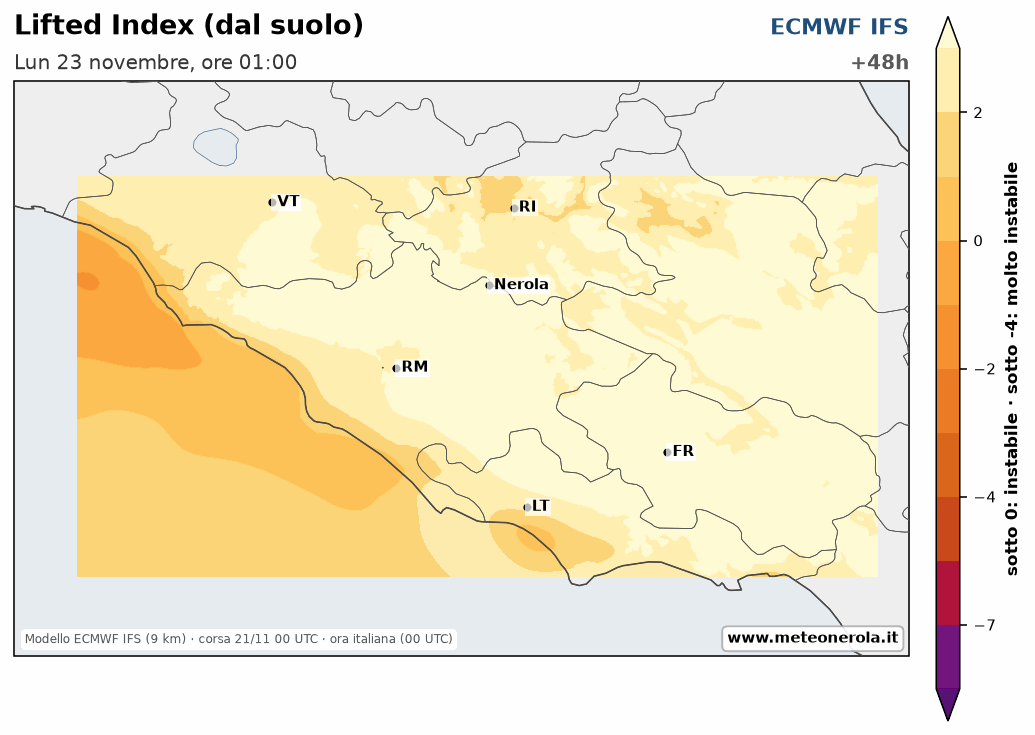 Lifted Index (dal suolo)
ECMWF IFS
Lun 23 novembre, ore 01:00
+48h
VT
RI
Nerola
RM
FR
LT
2
0
−2
−4
−7
sotto 0: instabile · sotto -4: molto instabile
Modello ECMWF IFS (9 km) · corsa 21/11 00 UTC · ora italiana (00 UTC)
www.meteonerola.it